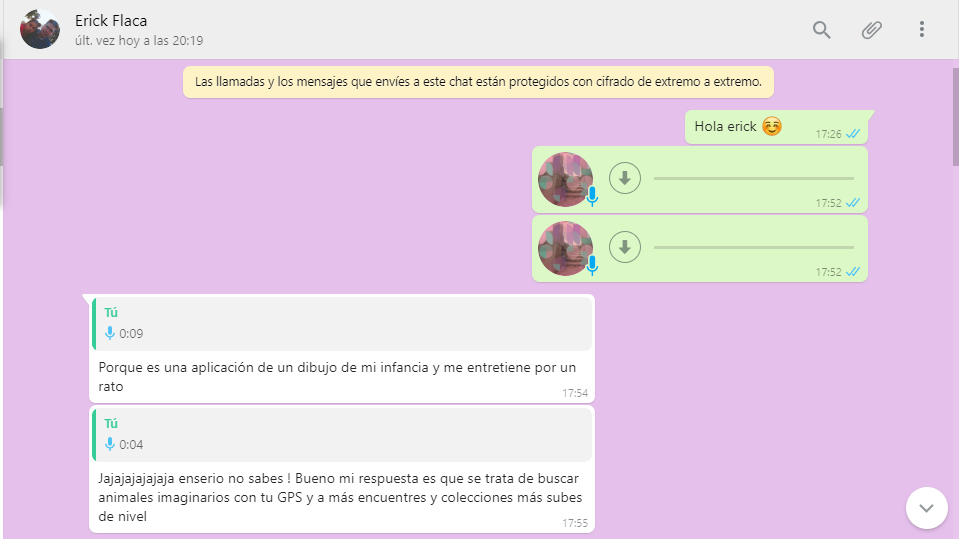 Erick Flaca
últ. vez hoy a las 20:19
Las llamadas y los mensajes que envíes a este chat están protegidos con cifrado de extremo a extremo.
Hola erick ☺️ 17:26
17:52
17:52
Tú
0:09
Porque es una aplicación de un dibujo de mi infancia y me entretiene por un
rato
17:54
Tú
0:04
Jajajajajajaja enserio no sabes ! Bueno mi respuesta es que se trata de buscar
animales imaginarios con tu GPS y a más encuentres y colecciones más subes
de nivel
17:55